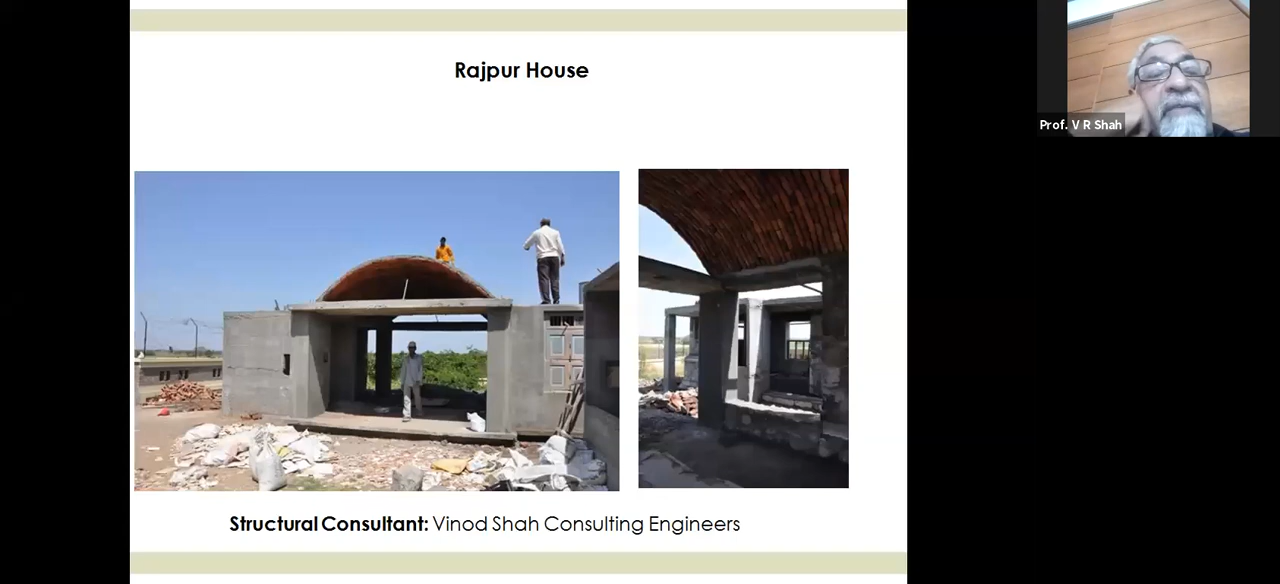 Rajpur House
Prof. V R Shah
Structural Consultant: Vinod Shah Consulting Engineers